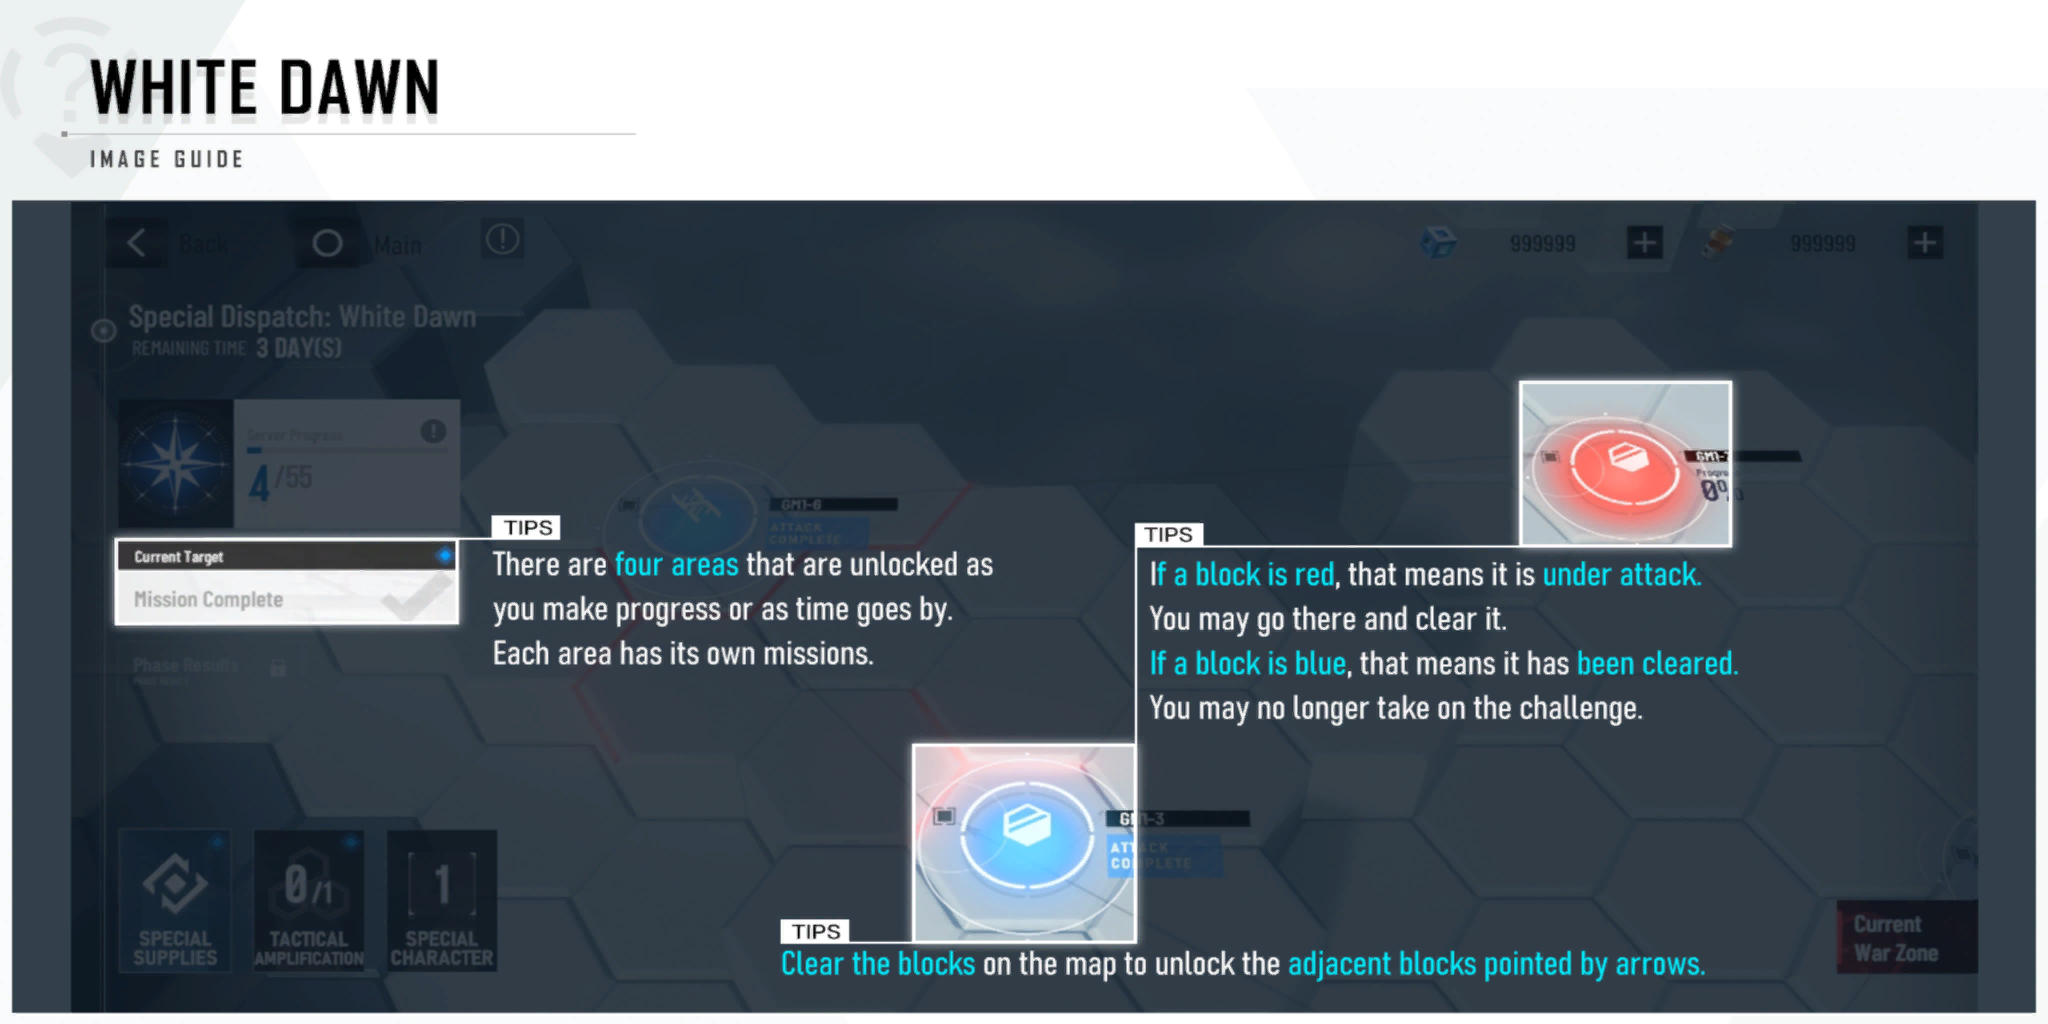 WHITE DAWN
IMAGE GUIDE
Back
Main
999999
999999
Special Dispatch: White Dawn
REMAINING TIME 3 DAY(S)
Server Progress
4/55
GM1-6
ATTACK
COMPLETE
GM1-
Progre
0%
TIPS
Current Target
Mission Complete
There are four areas that are unlocked as
you make progress or as time goes by.
Each area has its own missions.
TIPS
If a block is red, that means it is under attack.
You may go there and clear it.
If a block is blue, that means it has been cleared.
You may no longer take on the challenge.
Phase Results
GM1-3
ATTACK
COMPLETE
SPECIAL
SUPPLIES
0/1
TACTICAL
AMPLIFICATION
1
SPECIAL
CHARACTER
TIPS
Clear the blocks on the map to unlock the adjacent blocks pointed by arrows.
Current
War Zone